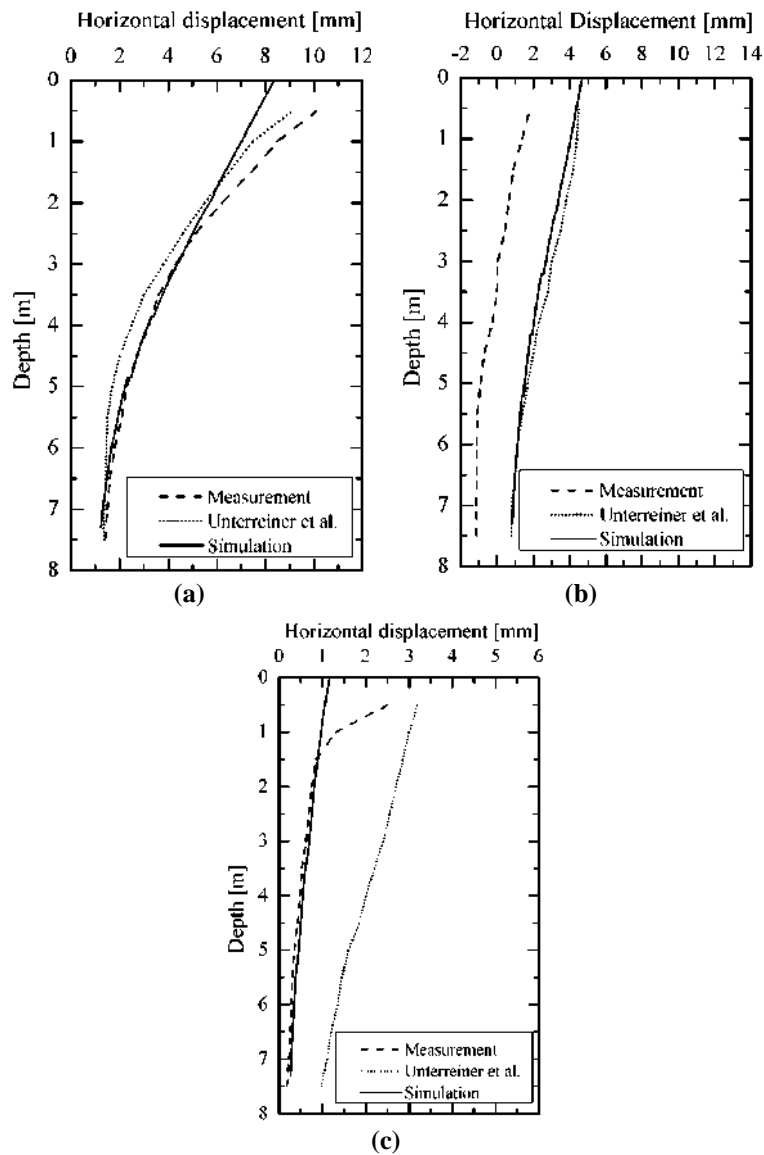 Horizontal displacement [mm]
0 2 4 6 8 10 12
0
1
2
3
4
5
6
7
8
Depth [m]
Measurement
Unterreiner et al.
Simulation
(a)
Horizontal Displacement [mm]
-2 0 2 4 6 8 10 12 14
0
1
2
3
4
5
6
7
8
Depth [m]
Measurement
Unterreiner et al.
Simulation
(b)
Horizontal displacement [mm]
0 1 2 3 4 5 6
0
1
2
3
4
5
6
7
8
Depth [m]
Measurement
Unterreiner et al.
Simulation
(c)